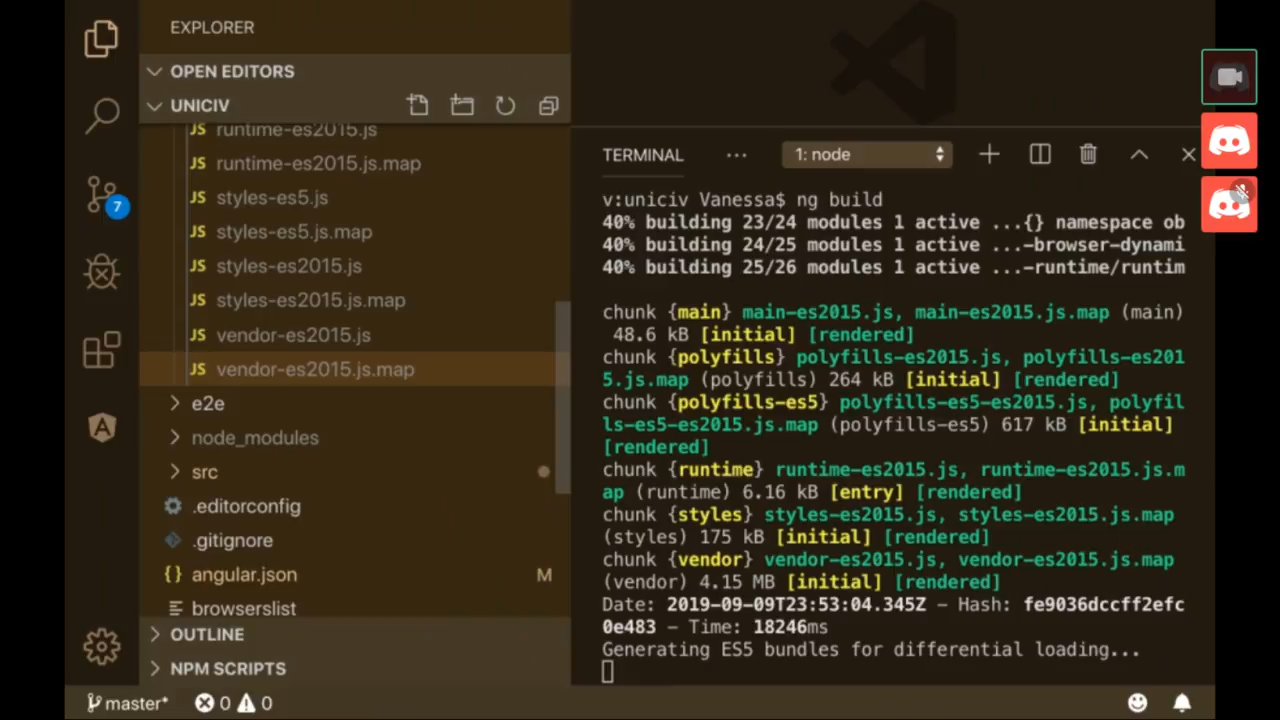 EXPLORER
OPEN EDITORS
UNICIV
JS runtime-es2015.js
JS runtime-es2015.js.map
JS styles-es5.js
JS styles-es5.js.map
JS styles-es2015.js
JS styles-es2015.js.map
JS vendor-es2015.js
JS vendor-es2015.js.map
e2e
node_modules
src
.editorconfig
.gitignore
{} angular.json M
browserslist
OUTLINE
NPM SCRIPTS
7
A
TERMINAL ... 1: node
v:uniciv Vanessa$ ng build
40% building 23/24 modules 1 active ...{} namespace ob
40% building 24/25 modules 1 active ...-browser-dynami
40% building 25/26 modules 1 active ...-runtime/runtim
chunk {main} main-es2015.js, main-es2015.js.map (main)
48.6 kB [initial] [rendered]
chunk {polyfills} polyfills-es2015.js, polyfills-es201
5.js.map (polyfills) 264 kB [initial] [rendered]
chunk {polyfills-es5} polyfills-es5-es2015.js, polyfil
ls-es5-es2015.js.map (polyfills-es5) 617 kB [initial]
[rendered]
chunk {runtime} runtime-es2015.js, runtime-es2015.js.m
ap (runtime) 6.16 kB [entry] [rendered]
chunk {styles} styles-es2015.js, styles-es2015.js.map
(styles) 175 kB [initial] [rendered]
chunk {vendor} vendor-es2015.js, vendor-es2015.js.map
(vendor) 4.15 MB [initial] [rendered]
Date: 2019-09-09T23:53:04.345Z – Hash: fe9036dccff2efc
0e483 – Time: 18246ms
Generating ES5 bundles for differential loading...
master* 0 0